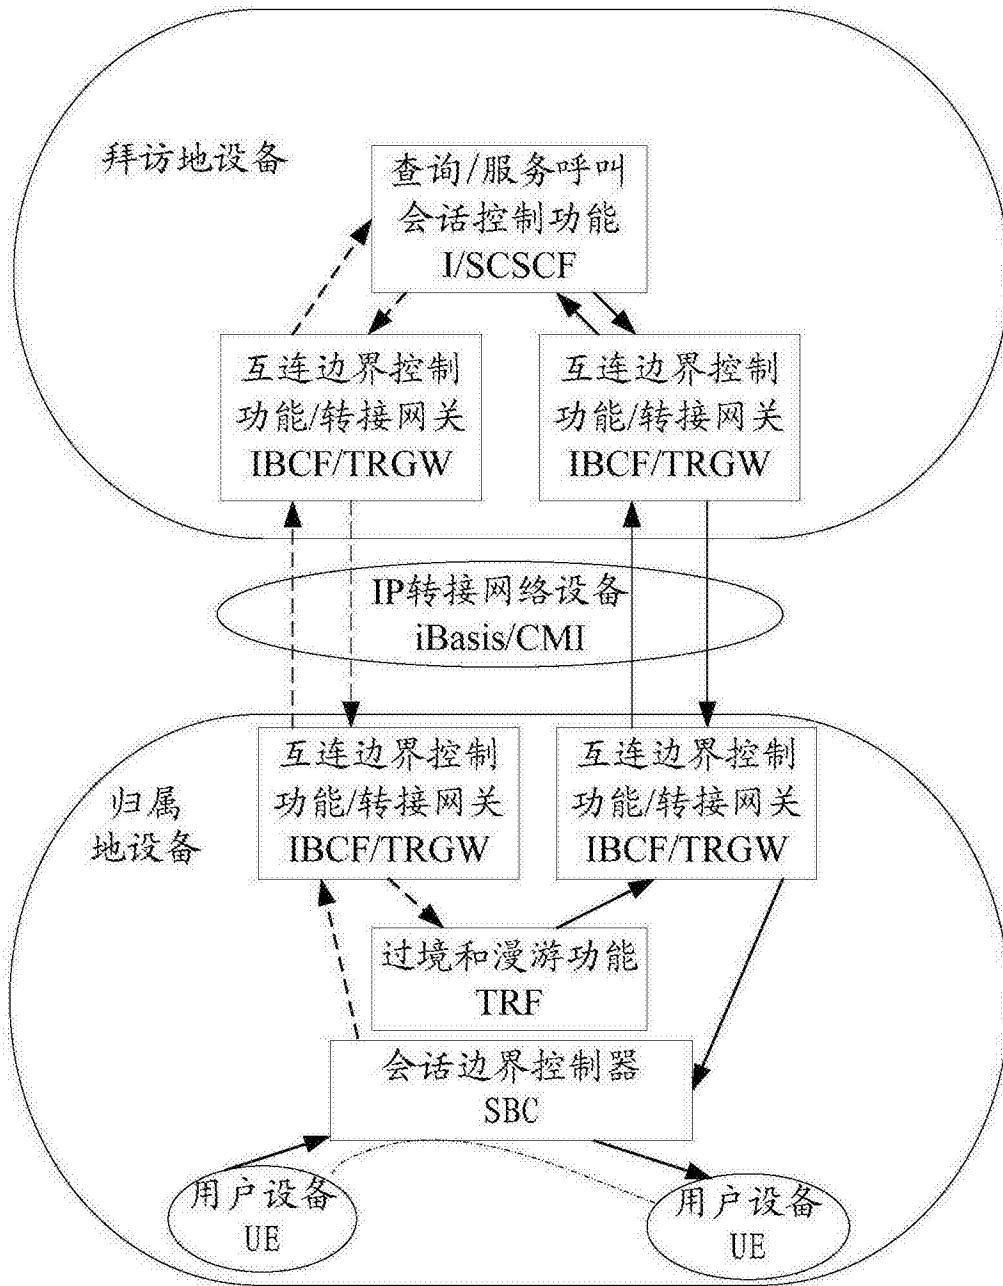 拜访地设备
查询/服务呼叫
会话控制功能
I/SCSCF
互连边界控制
功能/转接网关
IBCF/TRGW
互连边界控制
功能/转接网关
IBCF/TRGW
IP转接网络设备
iBasis/CMI
归属
地设备
互连边界控制
功能/转接网关
IBCF/TRGW
互连边界控制
功能/转接网关
IBCF/TRGW
过境和漫游功能
TRF
会话边界控制器
SBC
用户设备
UE
用户设备
UE